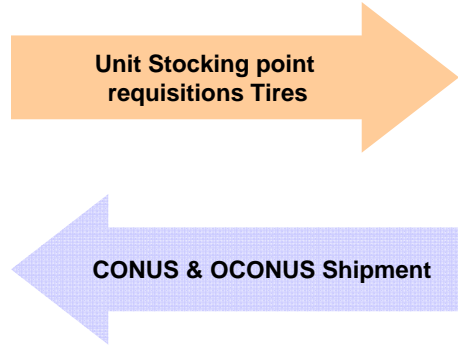 Unit Stocking point
requisitions Tires
CONUS & OCONUS Shipment